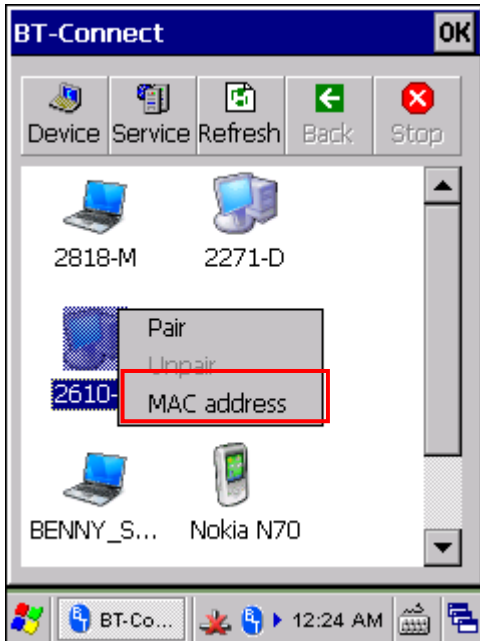 BT-Connect OK
Device Service Refresh Back Stop
2818-M 2271-D
Pair
Unpair
2610-
MAC address
BENNY_S... Nokia N70
BT-Co... 12:24 AM